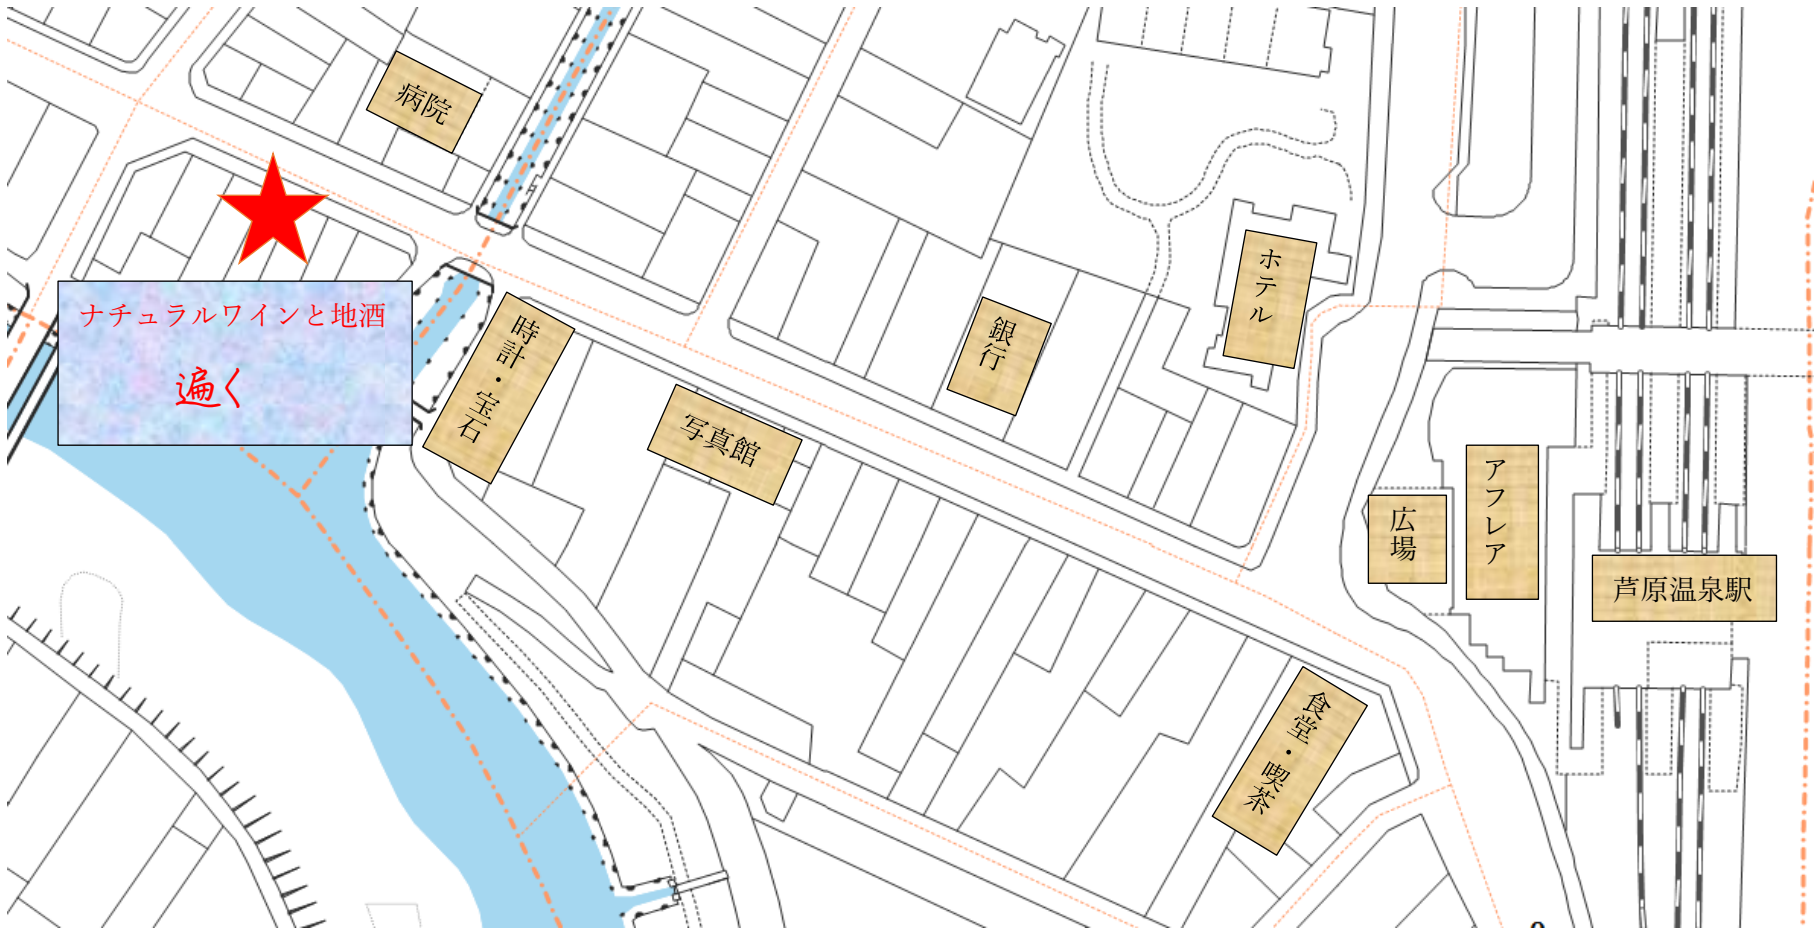 病院
ナチュラルワインと地酒
遍く
時計・宝石
写真館
銀行
ホテル
広場
アフレア
芦原温泉駅
食堂・喫茶